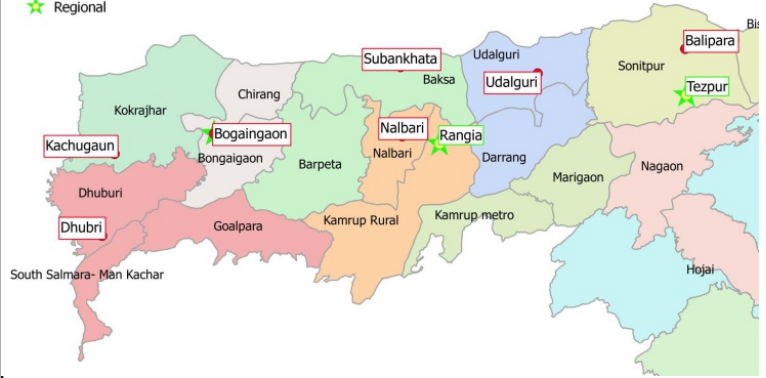 Regional
Bis
Balipara
Udalguri
Subankhata
Sonitpur
Baksa
Udalguri
Tezpur
Chirang
Kokrajhar
Nalbari
Rangia
Bogaingaon
Kachugaun
Nalbari
Bongaigaon
Barpeta
Darrang
Nagaon
Marigaon
Dhuburi
Kamrup Rural
Kamrup metro
Goalpara
Dhubri
Hojai
South Salmara- Man Kachar